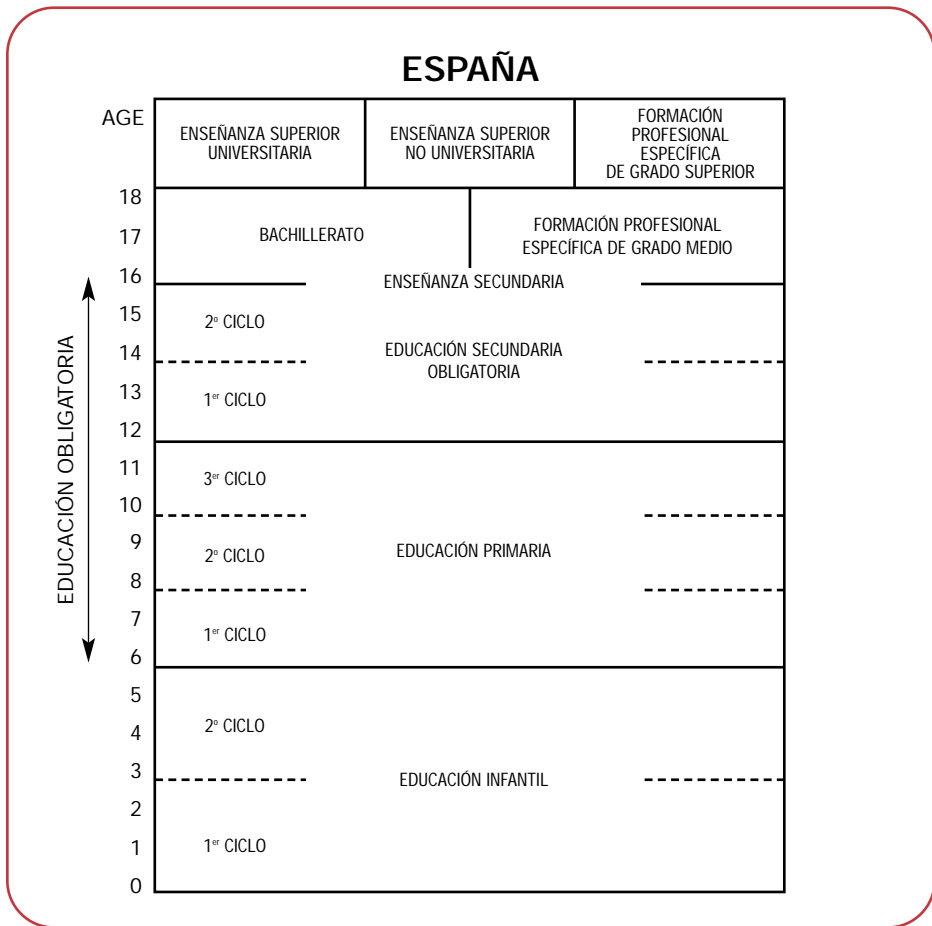 ESPAÑA
AGE
ENSEÑANZA SUPERIOR
UNIVERSITARIA
ENSEÑANZA SUPERIOR
NO UNIVERSITARIA
FORMACIÓN
PROFESIONAL
ESPECÍFICA
DE GRADO SUPERIOR
18
17
BACHILLERATO
FORMACIÓN PROFESIONAL
ESPECÍFICA DE GRADO MEDIO
16
ENSEÑANZA SECUNDARIA
15
2º CICLO
14
EDUCACIÓN SECUNDARIA
OBLIGATORIA
13
1er CICLO
12
EDUCACIÓN OBLIGATORIA
11
3er CICLO
10
9
2º CICLO
EDUCACIÓN PRIMARIA
8
7
1er CICLO
6
5
4
2º CICLO
3
EDUCACIÓN INFANTIL
2
1
1er CICLO
0